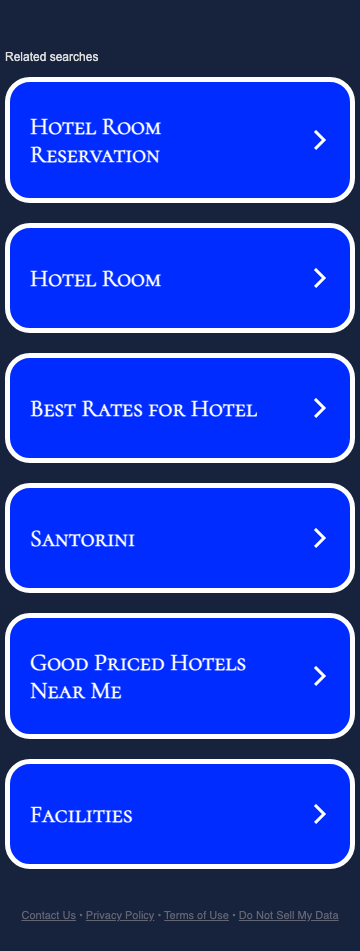 Related searches
Hotel Room
Reservation
Hotel Room
Best Rates for Hotel
Santorini
Good Priced Hotels
Near Me
Facilities
Contact Us • Privacy Policy • Terms of Use • Do Not Sell My Data